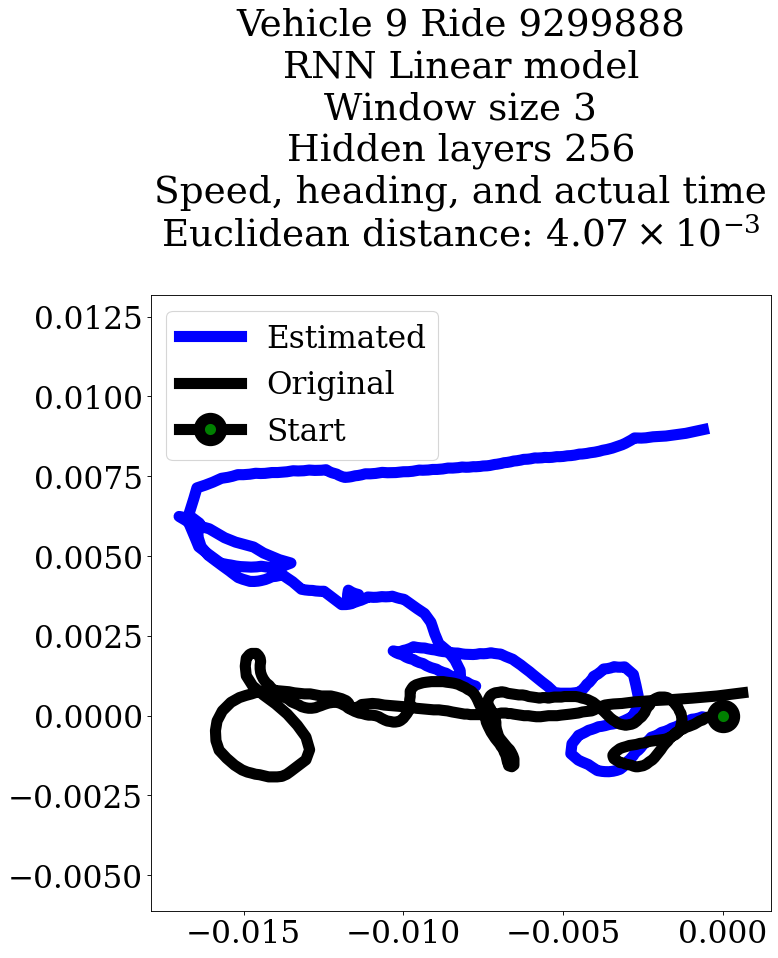 Vehicle 9 Ride 9299888
RNN Linear model
Window size 3
Hidden layers 256
Speed, heading, and actual time
Euclidean distance: 4.07 × 10⁻³
Estimated
Original
Start
0.0125
0.0100
0.0075
0.0050
0.0025
0.0000
−0.0025
−0.0050
−0.015 −0.010 −0.005 0.000